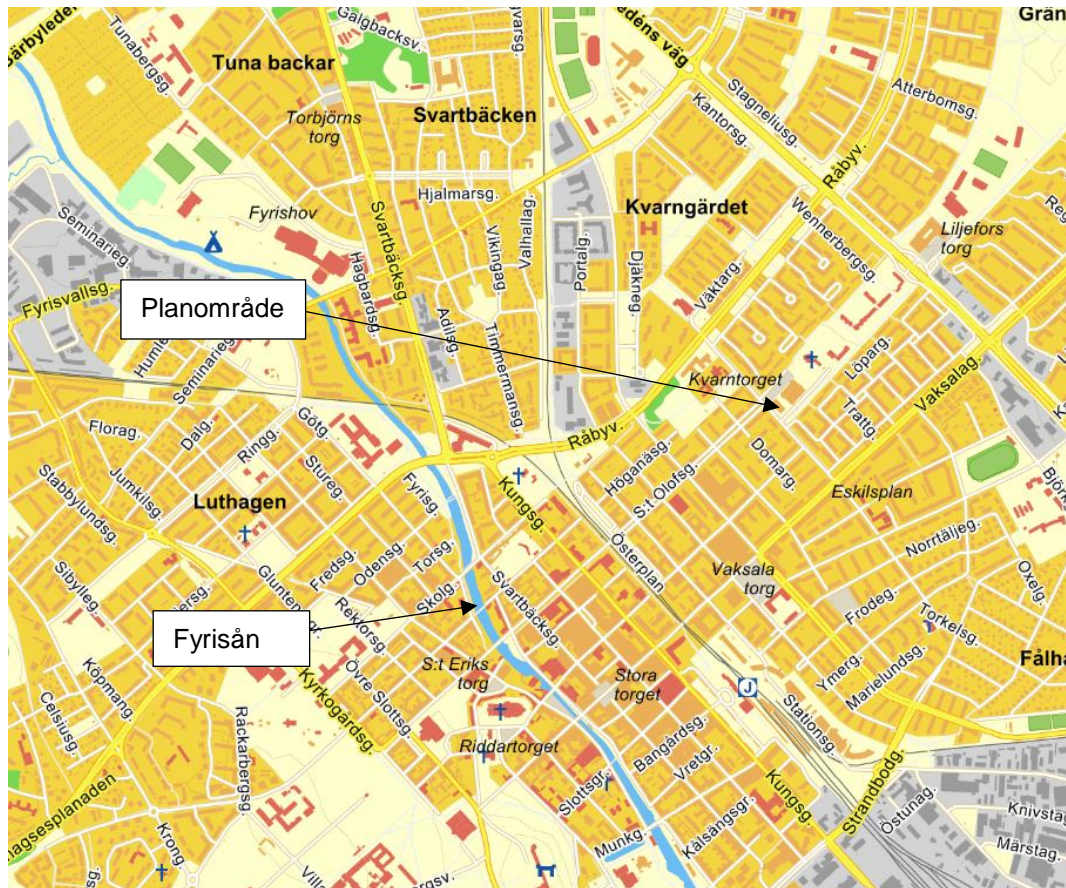 Bärbyleden
Tunabergsg.
Galgbacksv.
Gran
Tuna backar
Torbjörns
torg
Svartbäcken
Kantorsg.
Stagneliusg.
Atterbomsg.
Råbyv.
Hjalmarsg.
Kvarngärdet
Wennerbergsg.
Liljefors
torg
Seminarieg.
Fyrishov
Svartbäcksg.
Vikingag.
Valhallag.
Portalg.
Djäkneg.
Väktarg.
Fyrisvallsg.
Planområde
Hagbardsg.
Adilsg.
Timmermansg.
Kvarntorget
Löparg.
Trattg.
Vaksalag.
Seminarieg.
Florag.
Dalg.
Ringg.
Götg.
Stureg.
Råbyv.
Höganäsg.
S:t Olofsg.
Domarg.
Eskilsplan
Stabbylundsg.
Jumkilsg.
Luthagen
Fyrisg.
Kungsg.
Österplan
Norrtäljeg.
Sibylleg.
Fredsg.
Odensg.
Torsg.
Skolg.
Svartbäcksg.
Vaksala
torg
Frodeg.
Oxelg.
Torkelsg.
Fyrisån
Rektorsg.
S:t Eriks
torg
Stora
torget
J
Ymerg.
Marielundsg.
Fålha
Köpmang.
Celsiusg.
Rackarbergsg.
Övre Slottsg.
Kyrkogårdsg.
Riddartorget
Bangårdsg.
Vretgr.
Stationsg.
Slottsgr.
Kungsg.
Strandbodg.
Östunag.
Knivstag.
Märstag.
Krong.
Munkg.
Kålsängsgr.